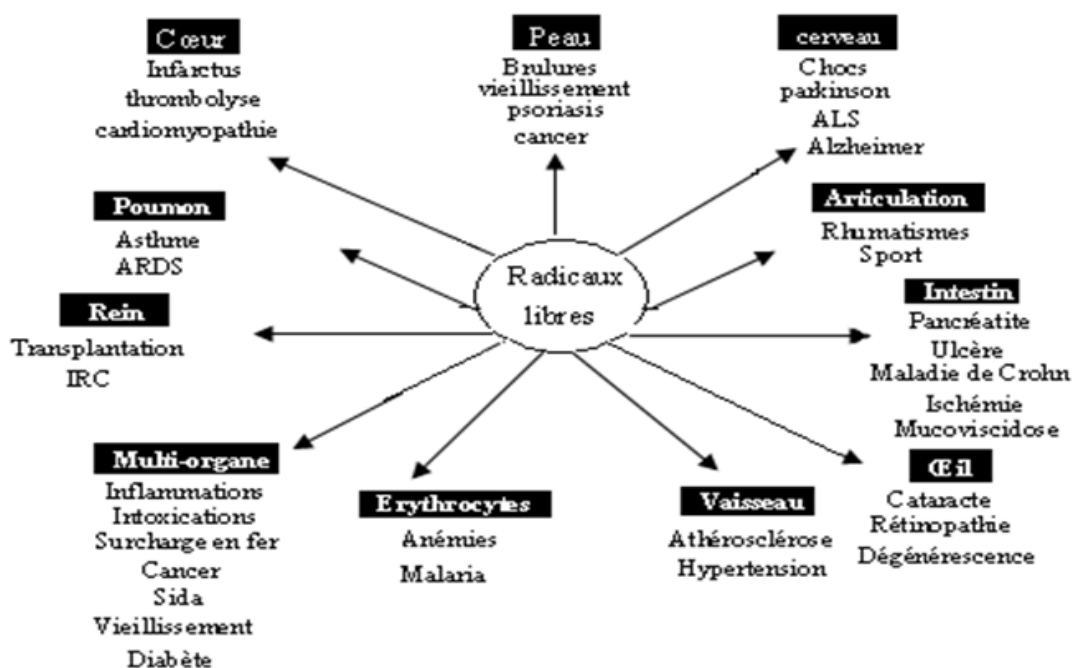 Cœur
Infarctus
thrombolyse
cardiomyopathie
Peau
Brulures
vieillissement
psoriasis
cancer
cerveau
Chocs
parkinson
ALS
Alzheimer
Poumon
Asthme
ARDS
Articulation
Rhumatismes
Sport
Radicaux
libres
Rein
Transplantation
IRC
Intestin
Pancréatite
Ulcère
Maladie de Crohn
Ischémie
Mucoviscidose
Multi-organe
Inflammations
Intoxications
Surcharge en fer
Cancer
Sida
Vieillissement
Diabète
Erythrocytes
Anémies
Malaria
Vaisseau
Athérosclérose
Hypertension
Œil
Cataracte
Rétinopathie
Dégénérescence